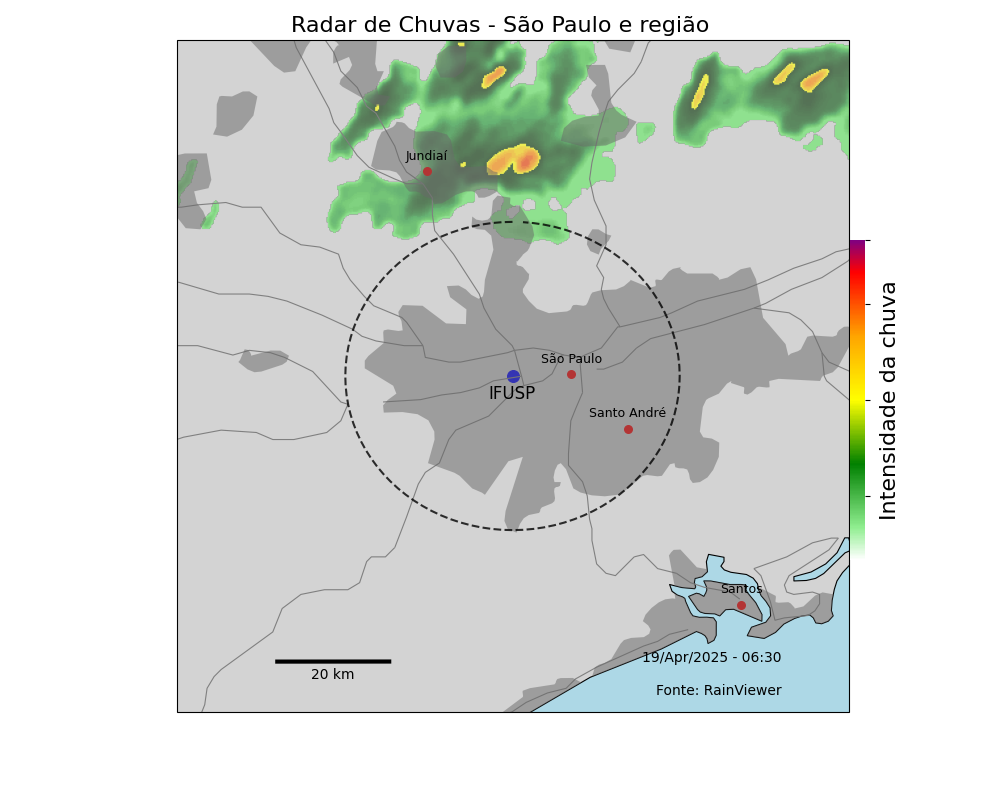 Radar de Chuvas - São Paulo e região
Jundiaí
São Paulo
IFUSP
Santo André
Intensidade da chuva
Santos
19/Apr/2025 - 06:30
20 km
Fonte: RainViewer